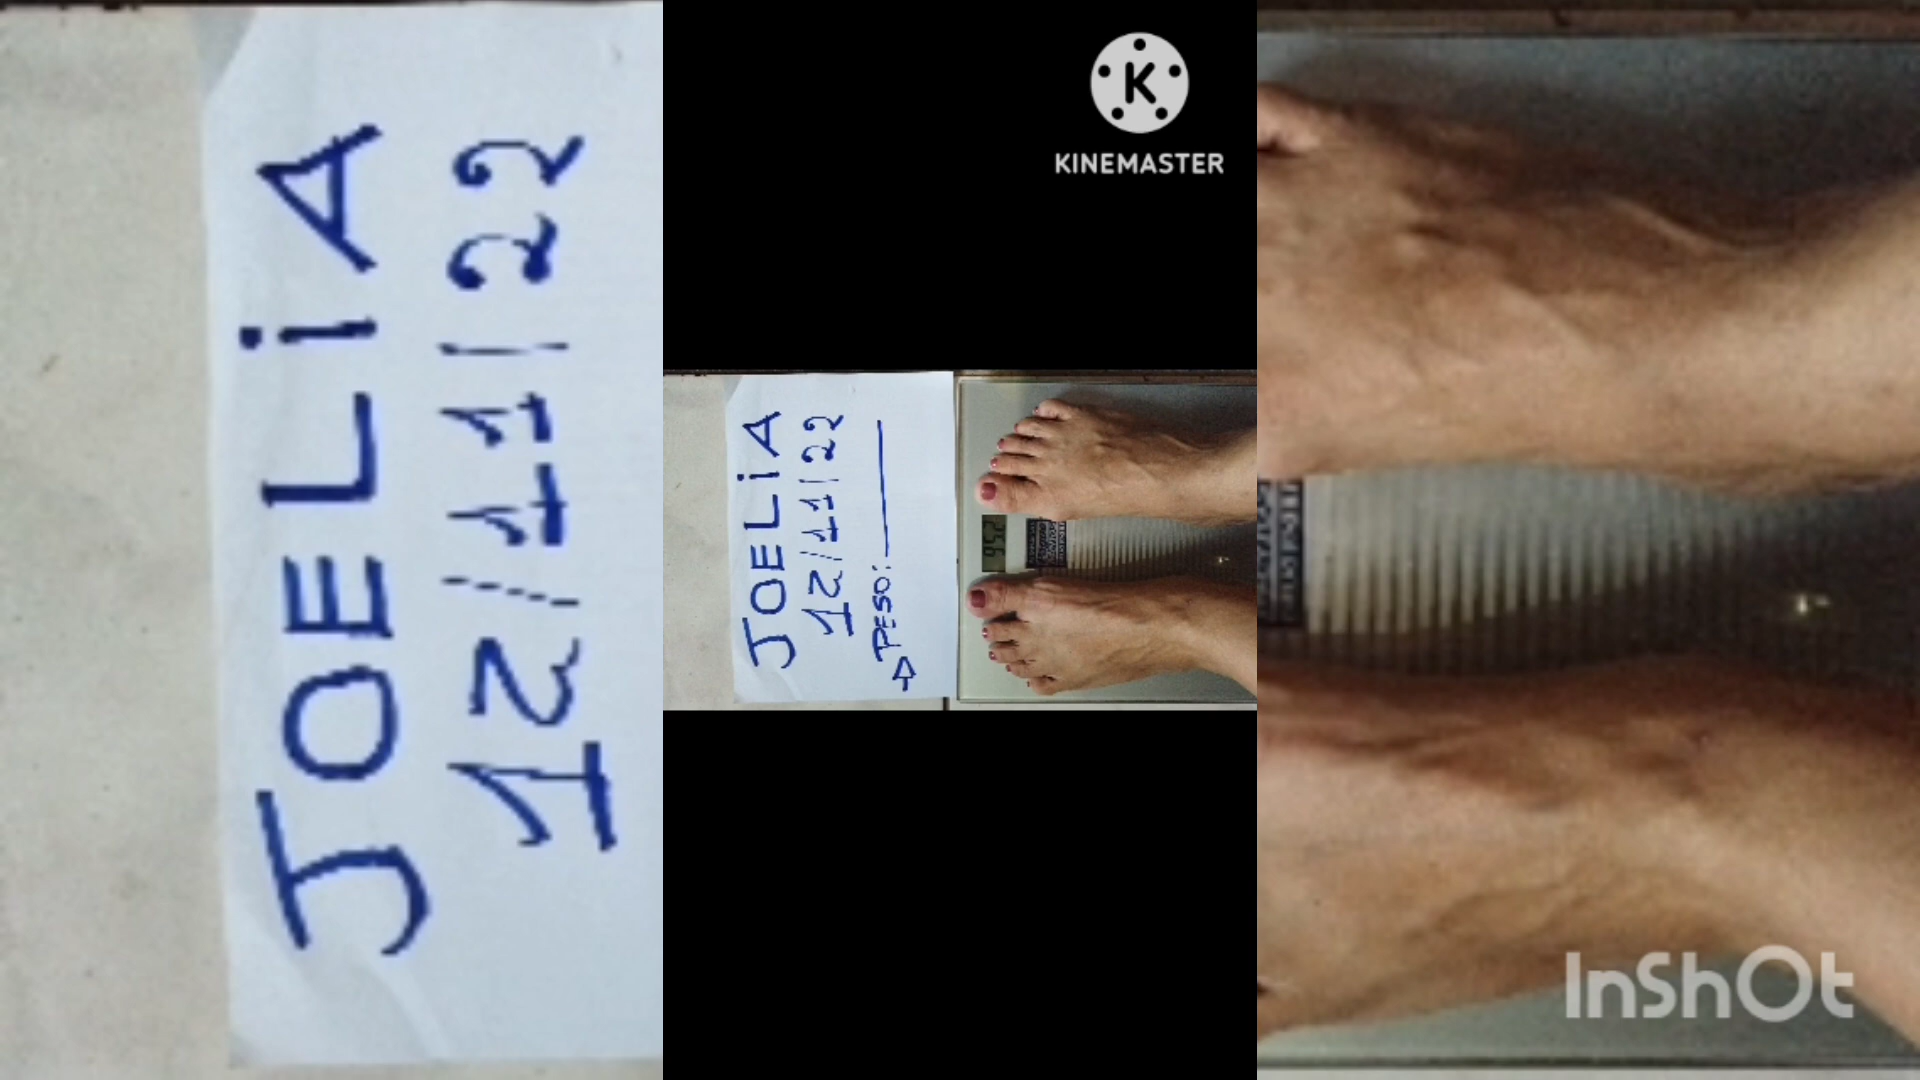 JOELiA
12/11/22
K
KINEMASTER
JOELiA
12/11/22
PESO:
InShOt